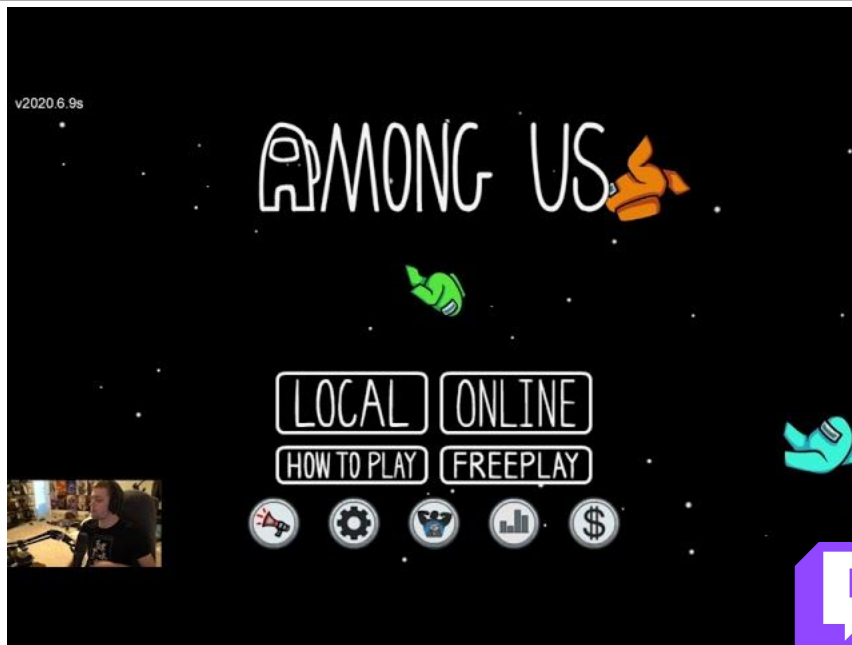 v2020.6.9s
AMONG US
LOCAL
ONLINE
HOW TO PLAY
FREEPLAY
$